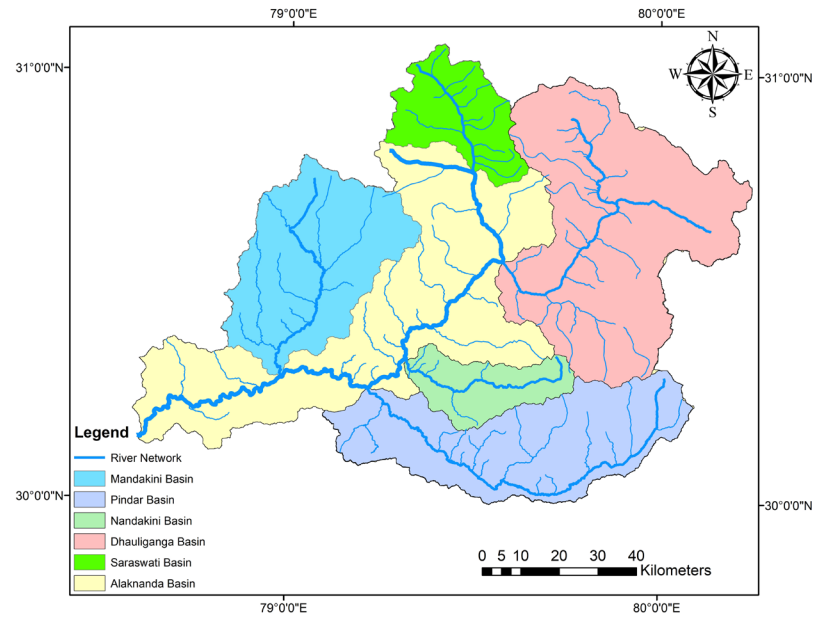 79°0'0"E 80°0'0"E
N
W E
S
31°0'0"N 31°0'0"N
Legend
River Network
Mandakini Basin
Pindar Basin
Nandakini Basin
Dhauliganga Basin
Saraswati Basin
Alaknanda Basin
30°0'0"N 30°0'0"N
0 5 10 20 30 40
Kilometers
79°0'0"E 80°0'0"E